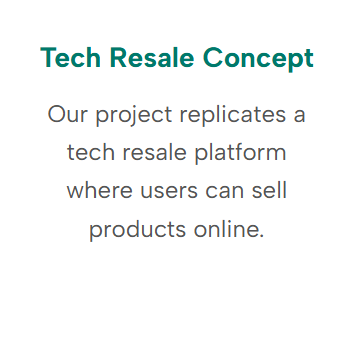 Tech Resale Concept
Our project replicates a
tech resale platform
where users can sell
products online.